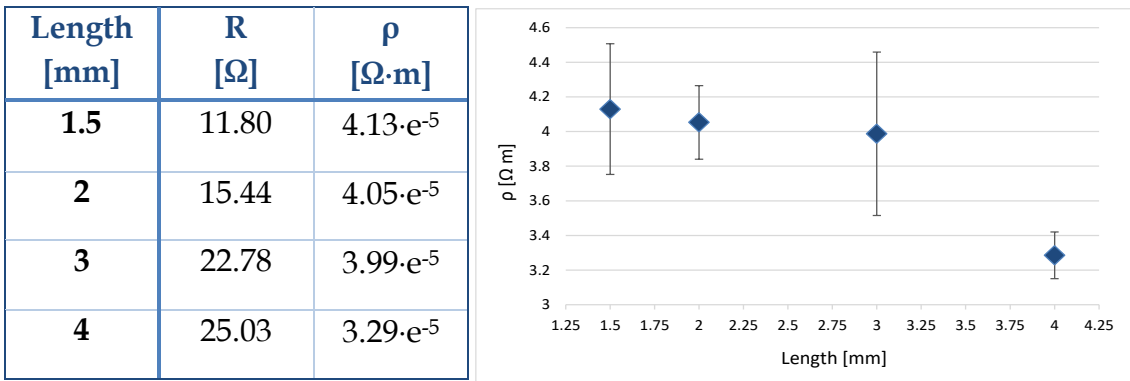 Length [mm] R [Ω] ρ [Ω·m]
1.5 11.80 4.13·e-5
2 15.44 4.05·e-5
3 22.78 3.99·e-5
4 25.03 3.29·e-5
4.6
4.4
4.2
4
3.8
3.6
3.4
3.2
3
ρ [Ω m]
1.25 1.5 1.75 2 2.25 2.5 2.75 3 3.25 3.5 3.75 4 4.25
Length [mm]